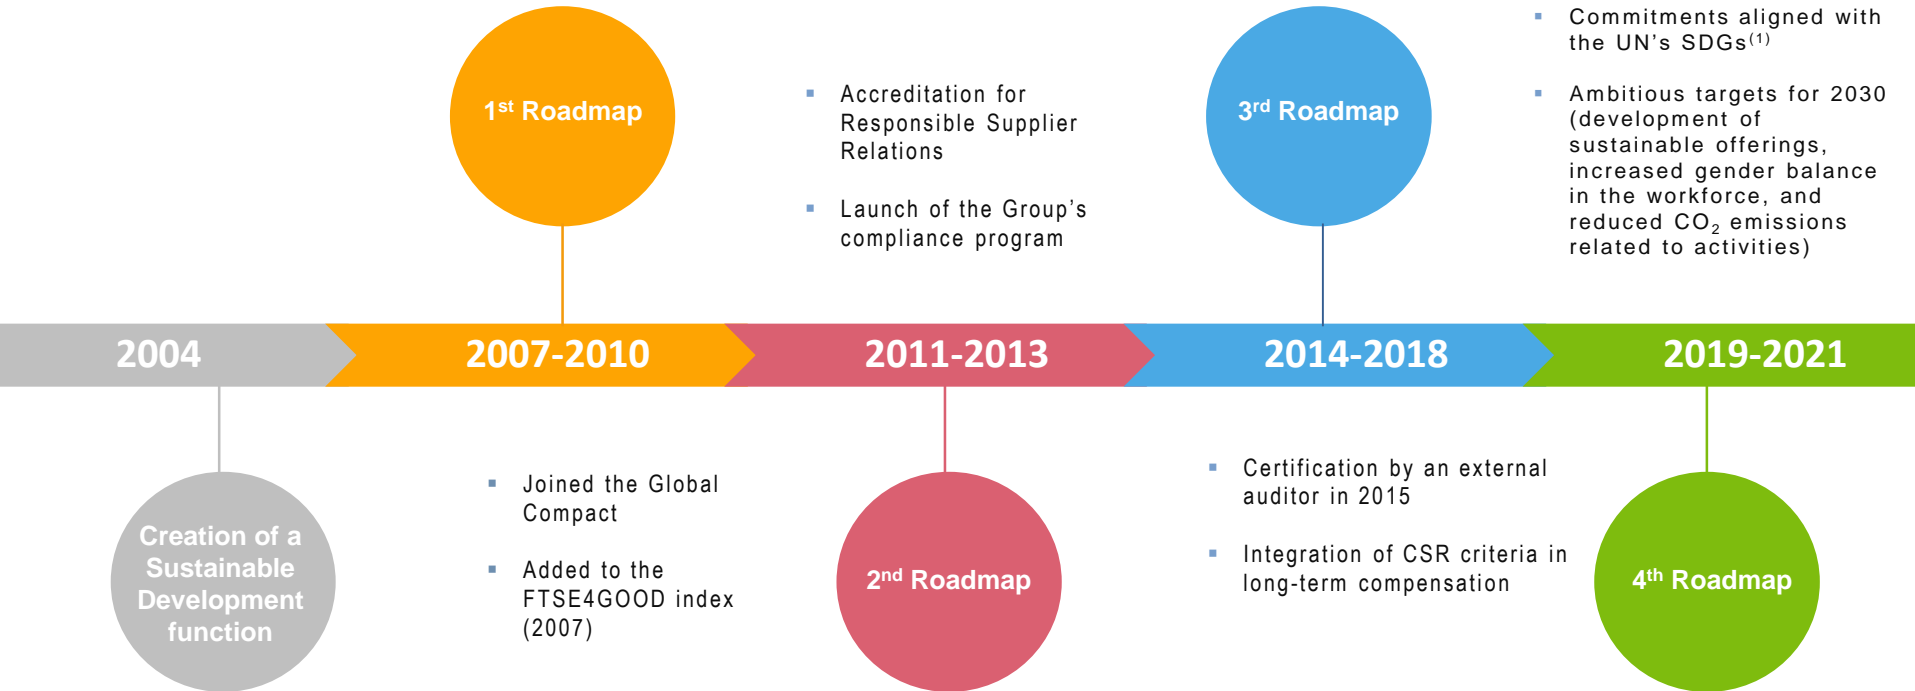 1st Roadmap
▪ Accreditation for
Responsible Supplier
Relations
▪ Launch of the Group’s
compliance program
3rd Roadmap
▪ Commitments aligned with
the UN’s SDGs(1)
▪ Ambitious targets for 2030
(development of
sustainable offerings,
increased gender balance
in the workforce, and
reduced CO2 emissions
related to activities)
2004
2007-2010
2011-2013
2014-2018
2019-2021
Creation of a
Sustainable
Development
function
▪ Joined the Global
Compact
▪ Added to the
FTSE4GOOD index
(2007)
2nd Roadmap
▪ Certification by an external
auditor in 2015
▪ Integration of CSR criteria in
long-term compensation
4th Roadmap